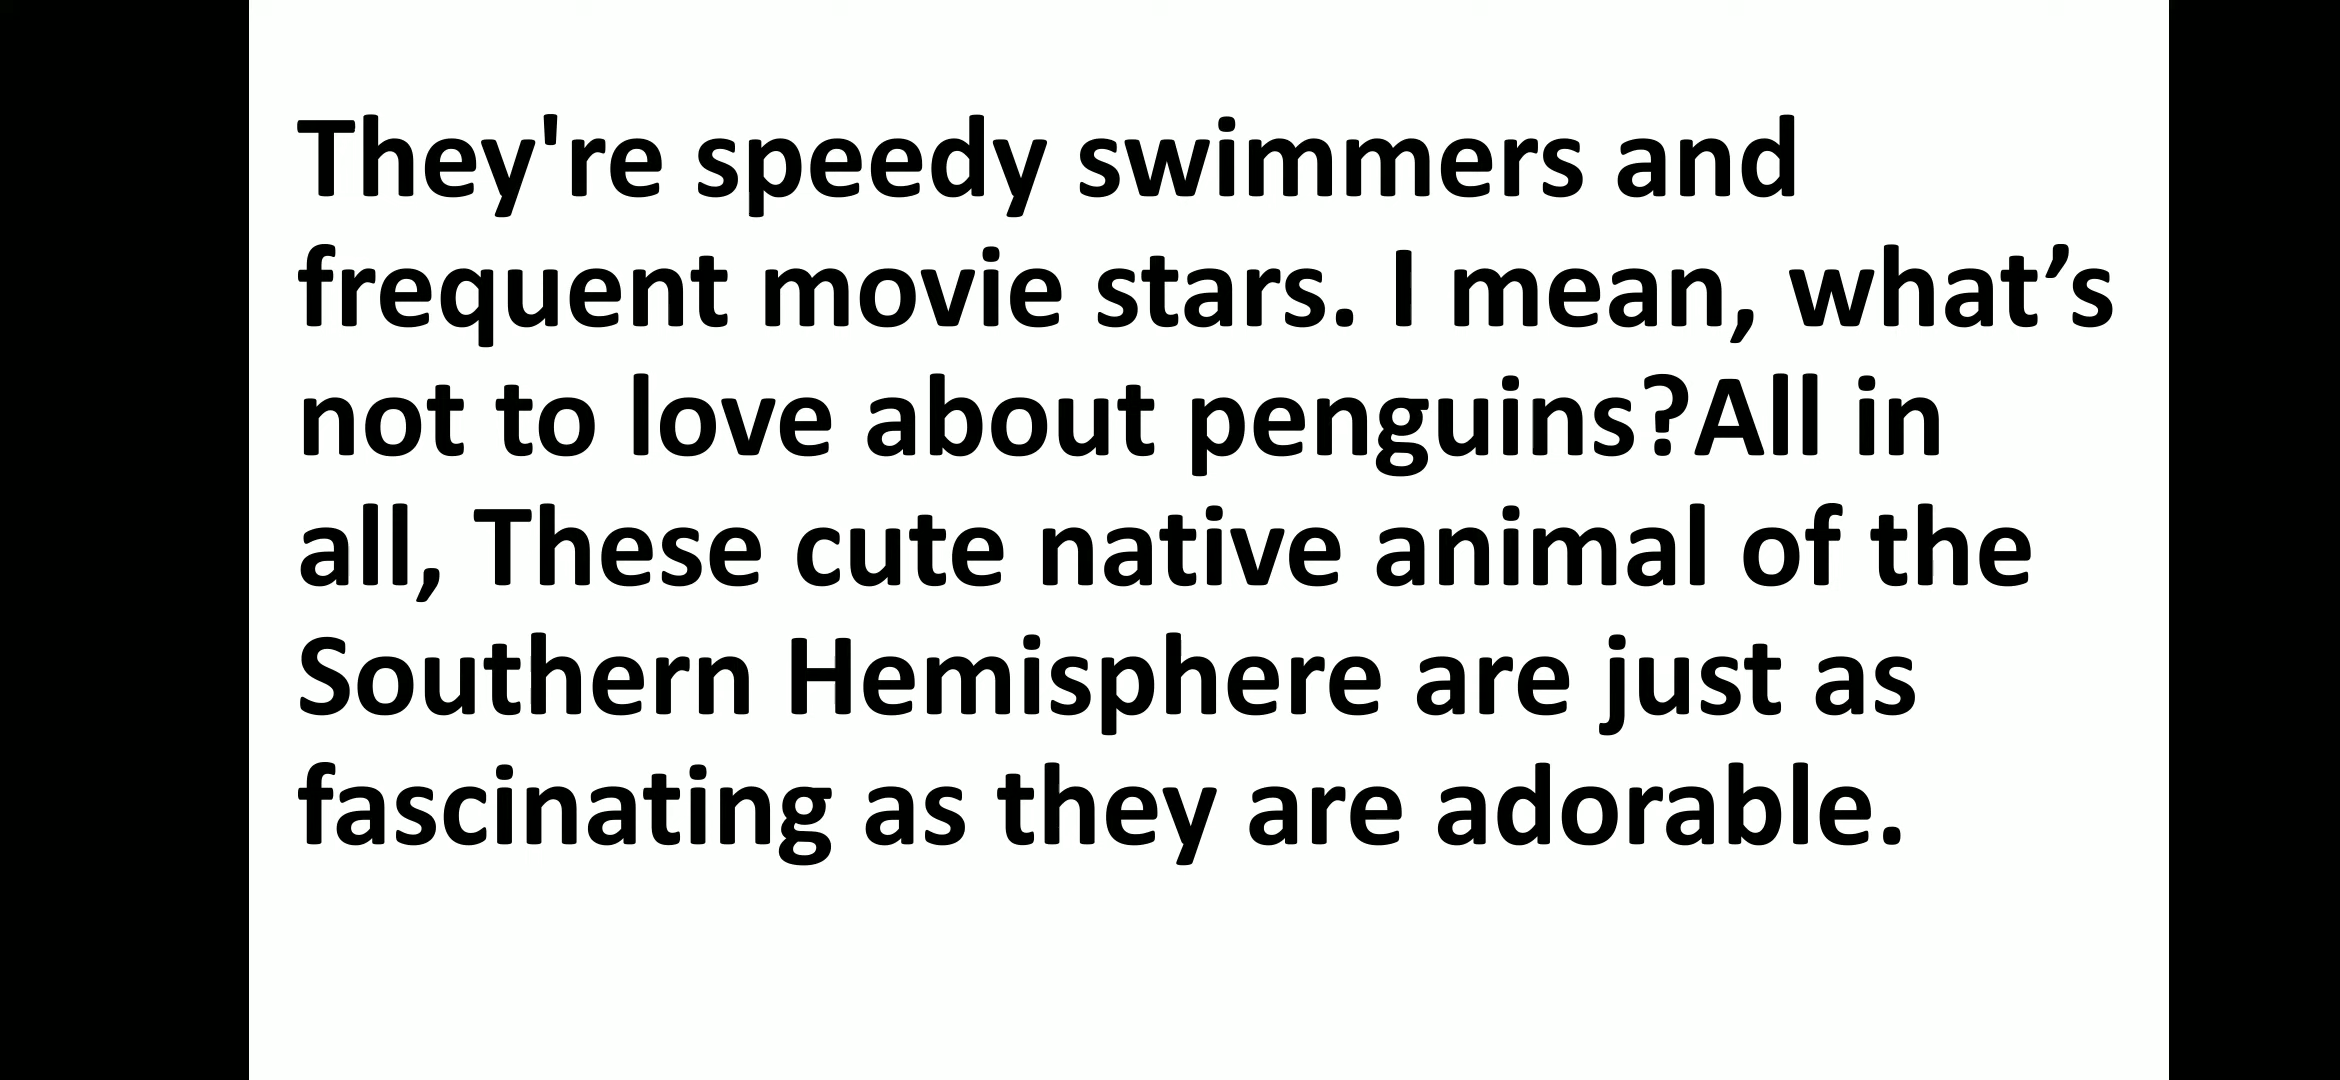 They're speedy swimmers and
frequent movie stars. I mean, what’s
not to love about penguins?All in
all, These cute native animal of the
Southern Hemisphere are just as
fascinating as they are adorable.